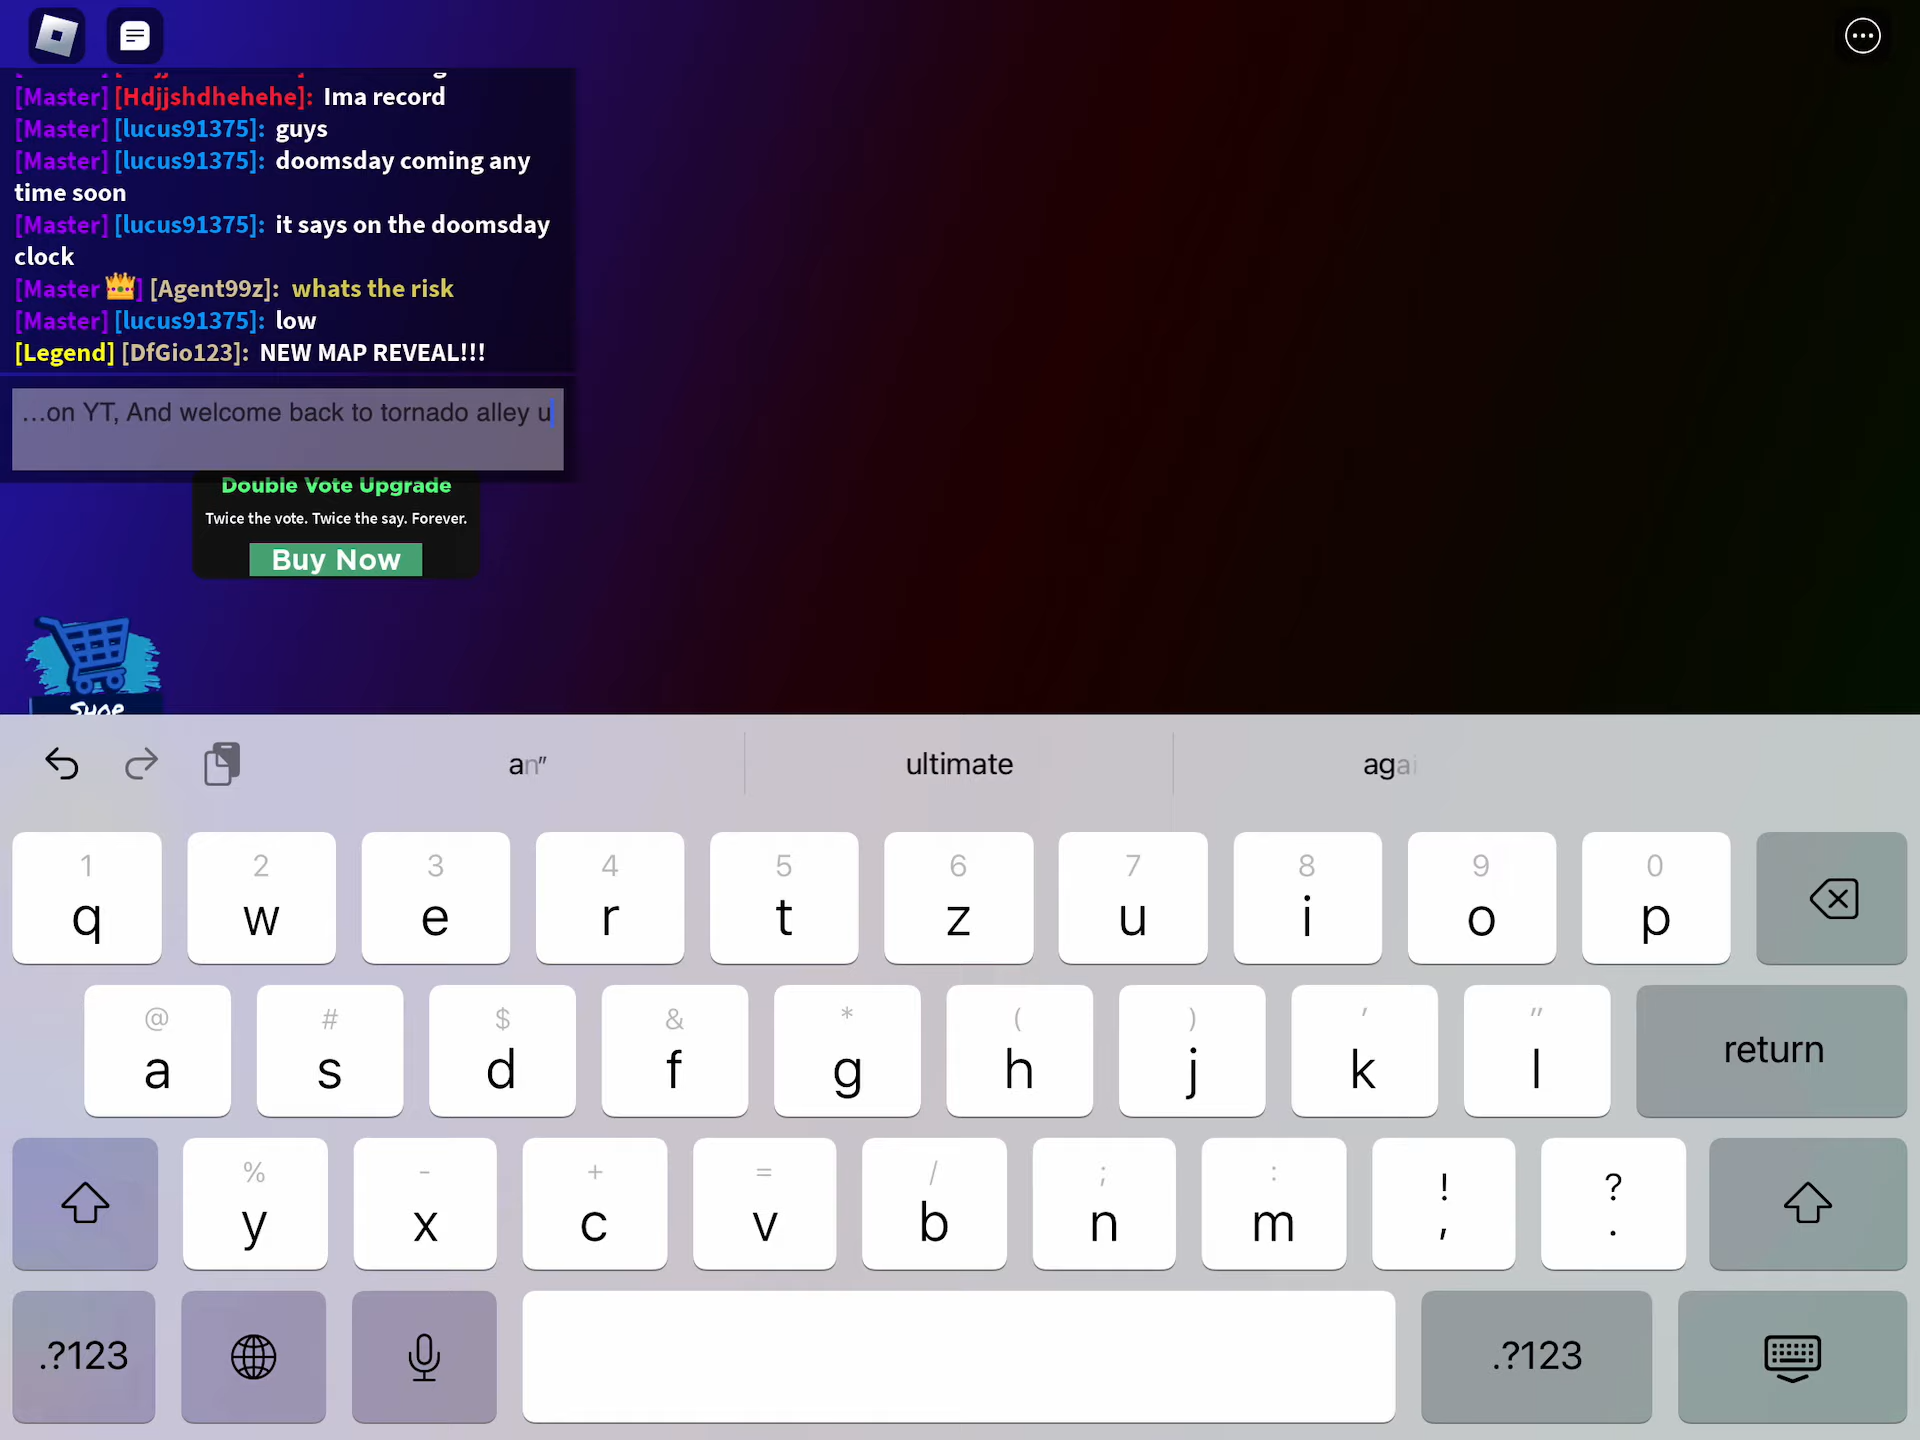 [Master] [Hdjjshdhehehe]: Ima record
[Master] [lucus91375]: guys
[Master] [lucus91375]: doomsday coming any
time soon
[Master] [lucus91375]: it says on the doomsday
clock
[Master 👑] [Agent99z]: whats the risk
[Master] [lucus91375]: low
[Legend] [DfGio123]: NEW MAP REVEAL!!!
...on YT, And welcome back to tornado alley u
Double Vote Upgrade
Twice the vote. Twice the say. Forever.
Buy Now
SHOP
an" ultimate agai
1 2 3 4 5 6 7 8 9 0
q w e r t z u i o p
@ # $ & * ( ) ' "
a s d f g h j k l return
% - + = / ; : ! ?
y x c v b n m , .
.?123 .?123